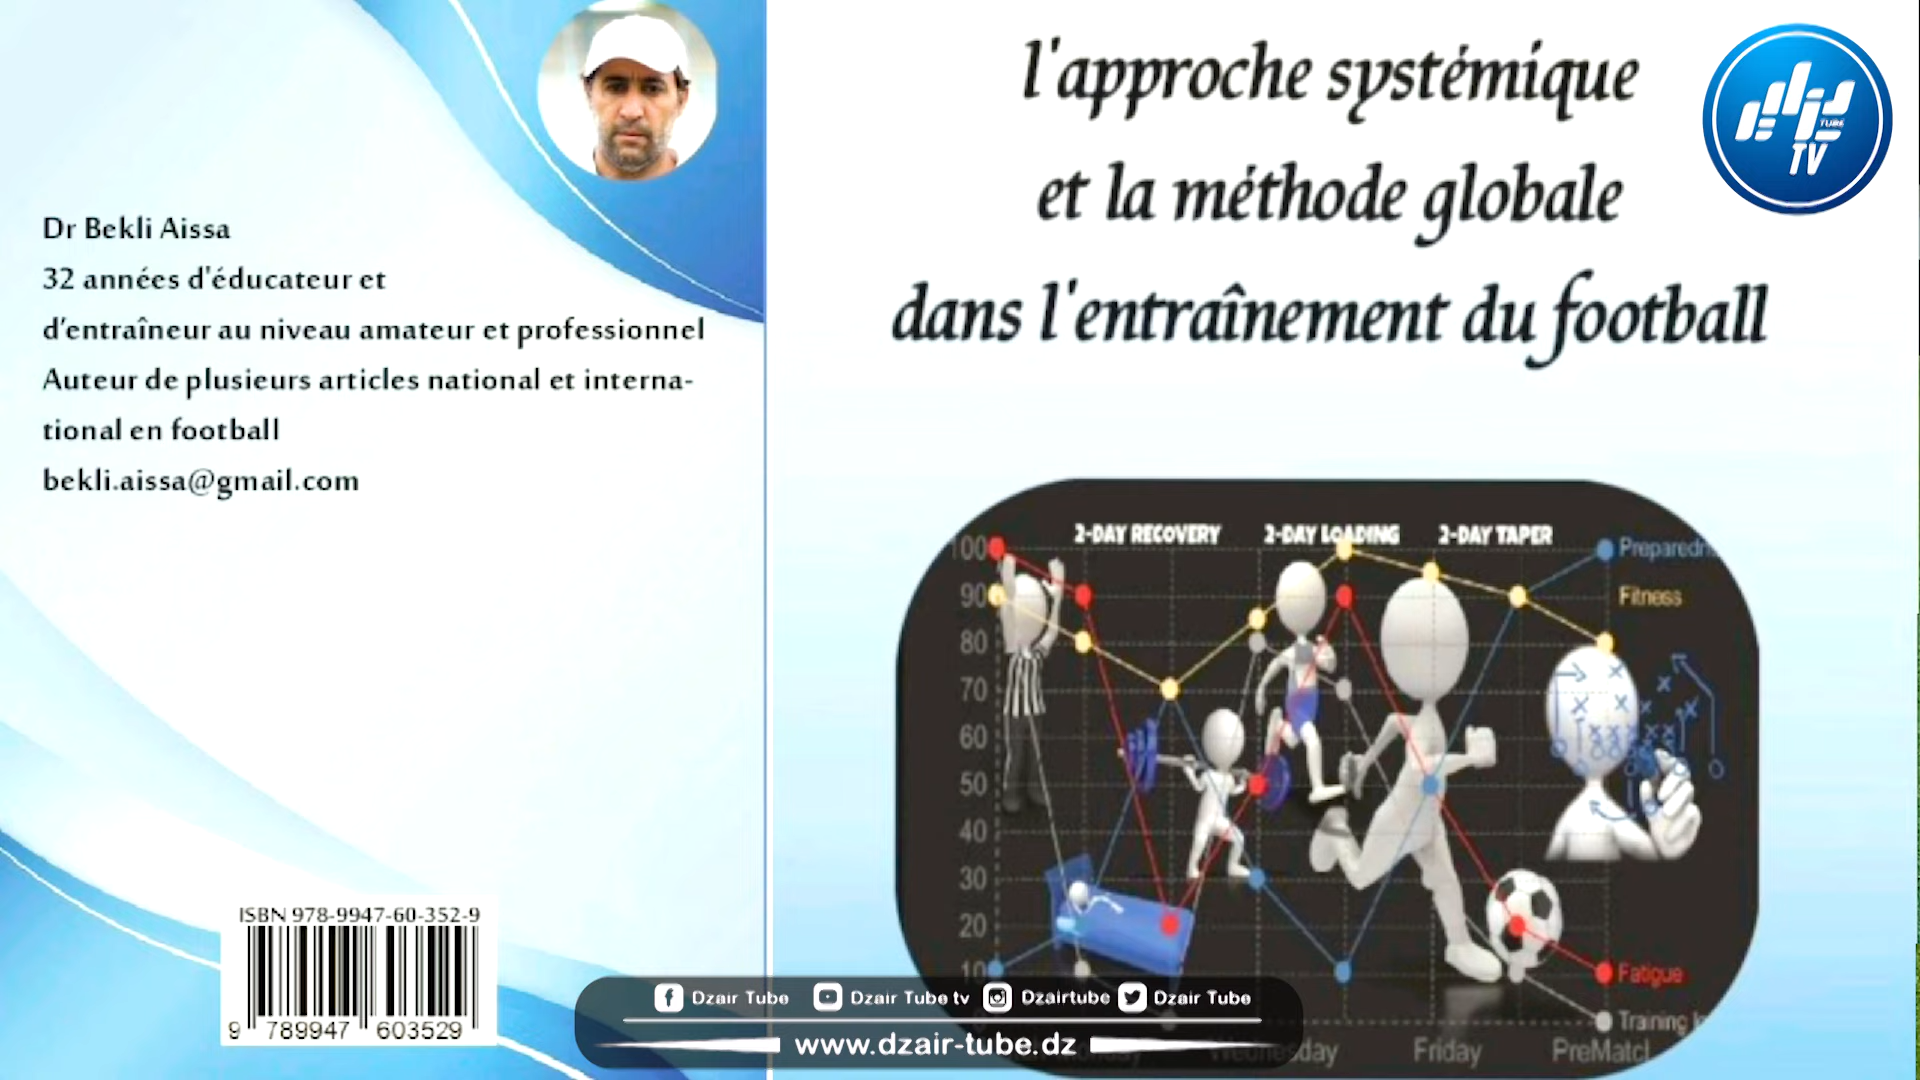 Dr Bekli Aissa
32 années d'éducateur et
d'entraîneur au niveau amateur et professionnel
Auteur de plusieurs articles national et interna-
tional en football
bekli.aissa@gmail.com
ISBN 978-9947-60-352-9
9 789947 603529
l'approche systémique
et la méthode globale
dans l'entraînement du football
TUBE
TV
2-DAY RECOVERY 2-DAY LOADING 2-DAY TAPER
100
90
80
70
60
50
40
30
20
10
Fitness
Fatigue
Training
Wednesday Friday PreMatc
Dzair Tube Dzair Tube tv Dzairtube Dzair Tube
www.dzair-tube.dz